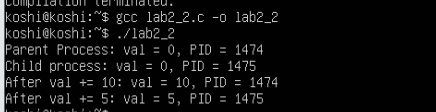 compilation terminated.
koshi@koshi:~$ gcc lab2_2.c -o lab2_2
koshi@koshi:~$ ./lab2_2
Parent Process: val = 0, PID = 1474
Child process: val = 0, PID = 1475
After val += 10: val = 10, PID = 1474
After val += 5: val = 5, PID = 1475